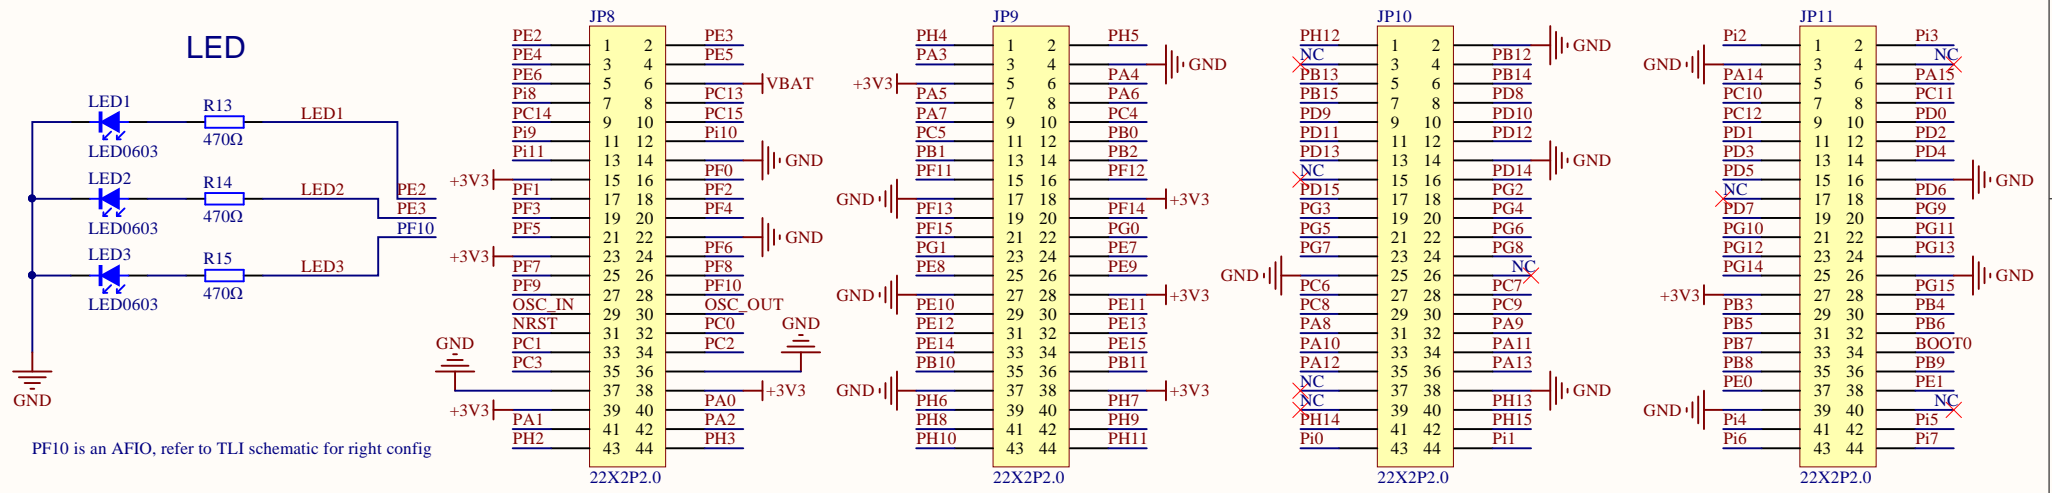 LED
LED1 R13 LED1
LED0603 470Ω
LED2 R14 LED2 PE2
LED0603 470Ω PE3
LED3 R15 LED3 PF10
LED0603 470Ω
GND
PF10 is an AFIO, refer to TLI schematic for right config
JP8
PE2 1 2 PE3
PE4 3 4 PE5
PE6 5 6 VBAT
Pi8 7 8 PC13
PC14 9 10 PC15
Pi9 11 12 Pi10
Pi11 13 14 GND
+3V3 15 16 PF0
PF1 17 18 PF2
PF3 19 20 PF4
PF5 21 22 GND
+3V3 23 24 PF6
PF7 25 26 PF8
PF9 27 28 PF10
OSC_IN 29 30 OSC_OUT
NRST 31 32 PC0
PC1 33 34 PC2
PC3 35 36 GND
GND 37 38 +3V3
+3V3 39 40 PA0
PA1 41 42 PA2
PH2 43 44 PH3
22X2P2.0
JP9
PH4 1 2 PH5
PA3 3 4 GND
+3V3 5 6 PA4
PA5 7 8 PA6
PA7 9 10 PC4
PC5 11 12 PB0
PB1 13 14 PB2
PF11 15 16 PF12
GND 17 18 +3V3
PF13 19 20 PF14
PF15 21 22 PG0
PG1 23 24 PE7
PE8 25 26 PE9
GND 27 28 +3V3
PE10 29 30 PE11
PE12 31 32 PE13
PE14 33 34 PE15
PB10 35 36 PB11
GND 37 38 +3V3
PH6 39 40 PH7
PH8 41 42 PH9
PH10 43 44 PH11
22X2P2.0
JP10
PH12 1 2 GND
NC 3 4 PB12
PB13 5 6 PB14
PB15 7 8 PD8
PD9 9 10 PD10
PD11 11 12 PD12
PD13 13 14 GND
NC 15 16 PD14
PD15 17 18 PG2
PG3 19 20 PG4
PG5 21 22 PG6
PG7 23 24 PG8
GND 25 26 NC
PC6 27 28 PC7
PC8 29 30 PC9
PA8 31 32 PA9
PA10 33 34 PA11
PA12 35 36 PA13
NC 37 38 GND
NC 39 40 PH13
PH14 41 42 PH15
Pi0 43 44 Pi1
22X2P2.0
JP11
Pi2 1 2 Pi3
GND 3 4 NC
PA14 5 6 PA15
PC10 7 8 PC11
PC12 9 10 PD0
PD1 11 12 PD2
PD3 13 14 PD4
PD5 15 16 GND
NC 17 18 PD6
PD7 19 20 PG9
PG10 21 22 PG11
PG12 23 24 PG13
PG14 25 26 GND
+3V3 27 28 PG15
PB3 29 30 PB4
PB5 31 32 PB6
PB7 33 34 BOOT0
PB8 35 36 PB9
PE0 37 38 PE1
GND 39 40 NC
Pi4 41 42 Pi5
Pi6 43 44 Pi7
22X2P2.0